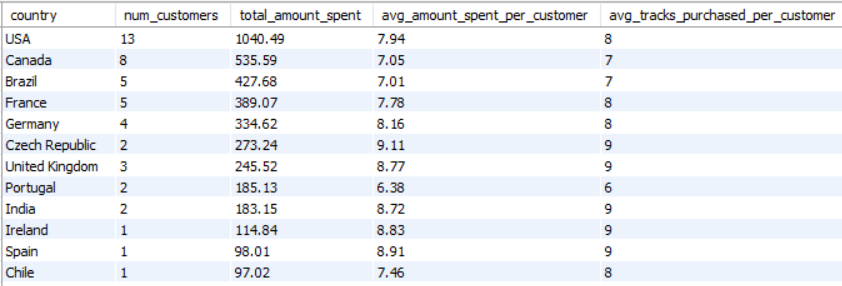 country num_customers total_amount_spent avg_amount_spent_per_customer avg_tracks_purchased_per_customer
USA 13 1040.49 7.94 8
Canada 8 535.59 7.05 7
Brazil 5 427.68 7.01 7
France 5 389.07 7.78 8
Germany 4 334.62 8.16 8
Czech Republic 2 273.24 9.11 9
United Kingdom 3 245.52 8.77 9
Portugal 2 185.13 6.38 6
India 2 183.15 8.72 9
Ireland 1 114.84 8.83 9
Spain 1 98.01 8.91 9
Chile 1 97.02 7.46 8